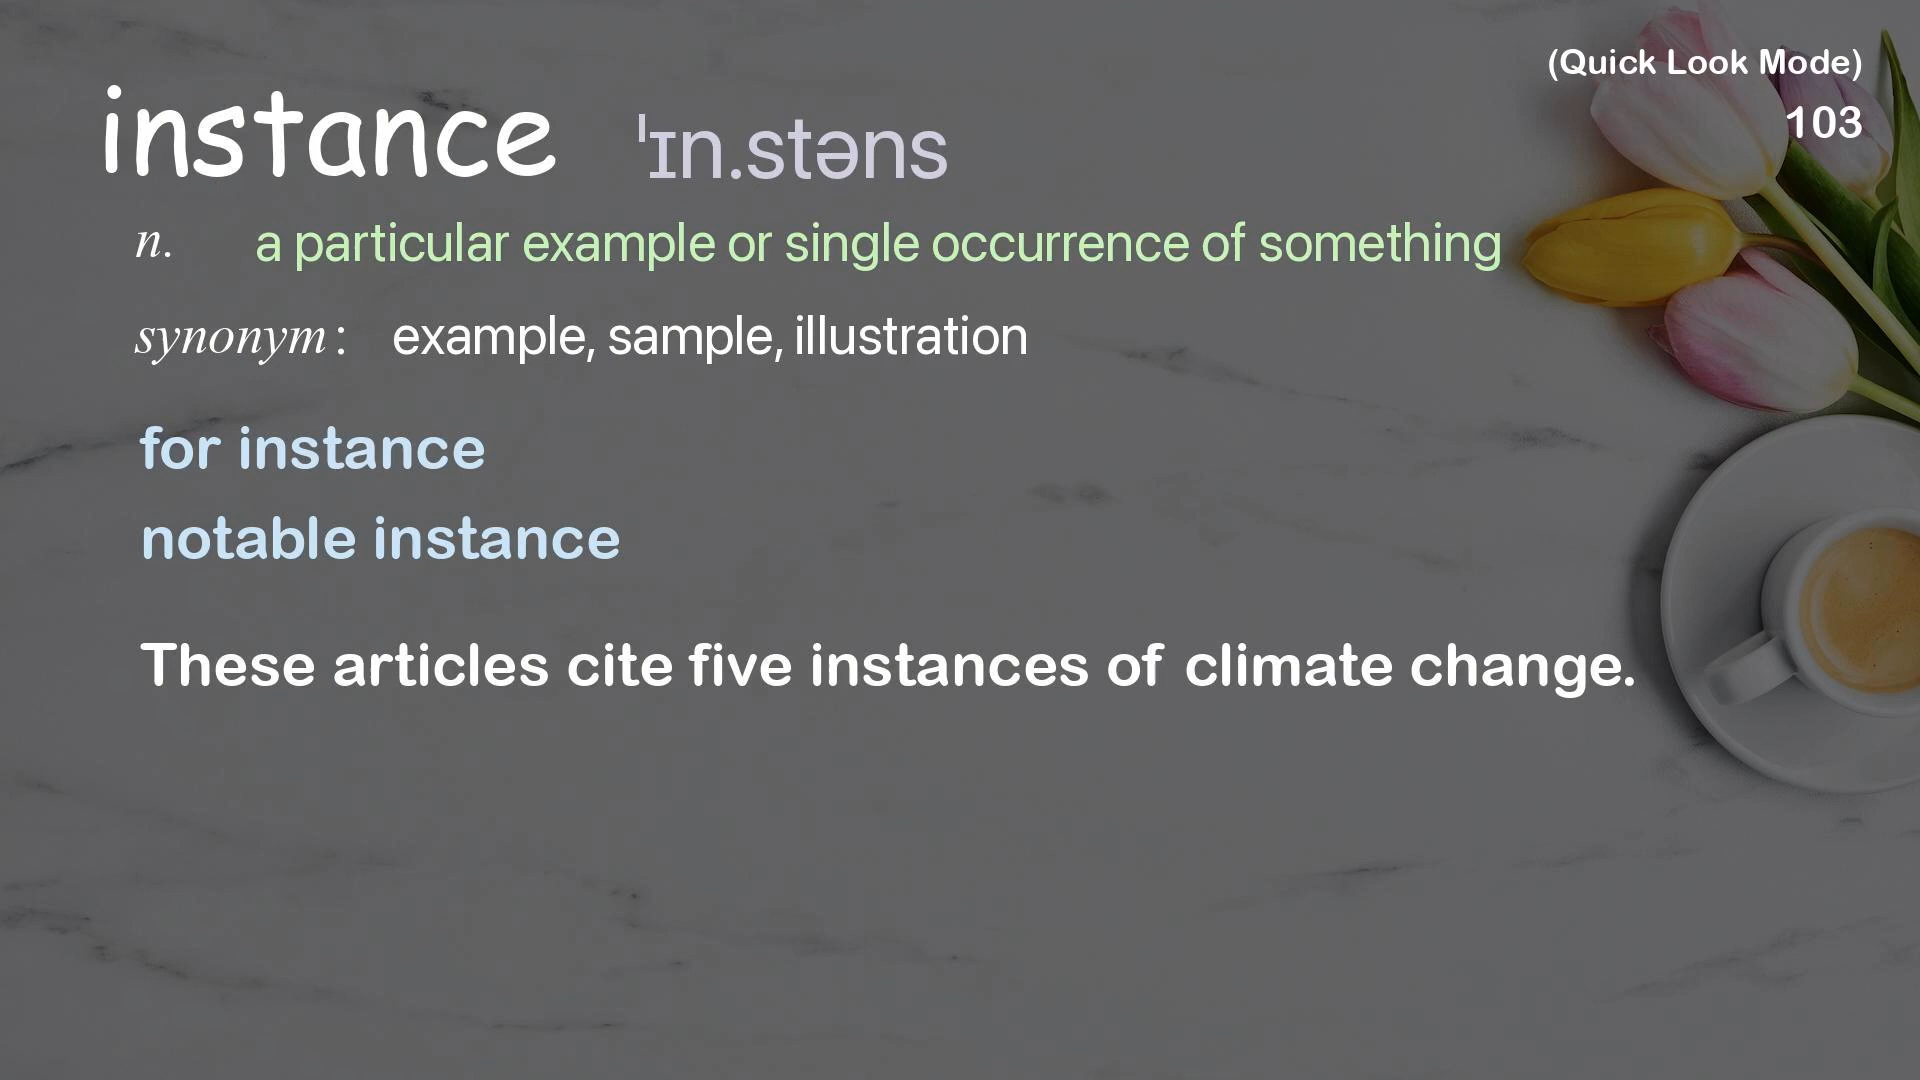 (Quick Look Mode)
103
instance ˈɪn.stəns
n. a particular example or single occurrence of something
synonym: example, sample, illustration
for instance
notable instance
These articles cite five instances of climate change.